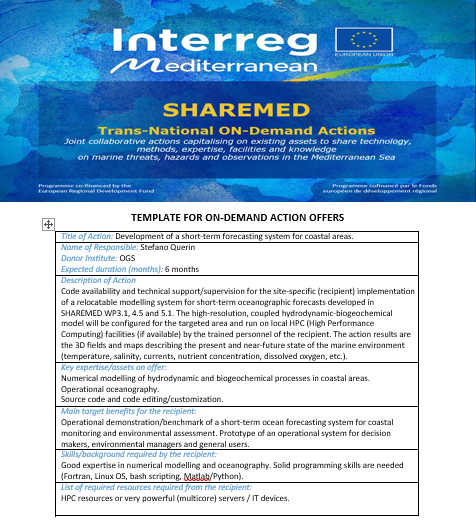 Interreg
EUROPEAN UNION
Mediterranean
SHAREMED
Trans-National ON-Demand Actions
Joint collaborative actions capitalising on existing assets to share technology,
methods, expertise, facilities and knowledge
on marine threats, hazards and observations in the Mediterranean Sea
Programme co-financed by the
European Regional Development Fund
Programme cofinancé par le Fonds
européen de développement régional
TEMPLATE FOR ON-DEMAND ACTION OFFERS
Title of Action: Development of a short-term forecasting system for coastal areas.
Name of Responsible: Stefano Querin
Donor Institute: OGS
Expected duration (months): 6 months
Description of Action
Code availability and technical support/supervision for the site-specific (recipient) implementation
of a relocatable modelling system for short-term oceanographic forecasts developed in
SHAREMED WP3.1, 4.5 and 5.1. The high-resolution, coupled hydrodynamic-biogeochemical
model will be configured for the targeted area and run on local HPC (High Performance
Computing) facilities (if available) by the trained personnel of the recipient. The action results are
the 3D fields and maps describing the present and near-future state of the marine environment
(temperature, salinity, currents, nutrient concentration, dissolved oxygen, etc.).
Key expertise/assets on offer:
Numerical modelling of hydrodynamic and biogeochemical processes in coastal areas.
Operational oceanography.
Source code and code editing/customization.
Main target benefits for the recipient:
Operational demonstration/benchmark of a short-term ocean forecasting system for coastal
monitoring and environmental assessment. Prototype of an operational system for decision
makers, environmental managers and general users.
Skills/background required by the recipient:
Good expertise in numerical modelling and oceanography. Solid programming skills are needed
(Fortran, Linux OS, bash scripting, Matlab/Python).
List of required resources required from the recipient:
HPC resources or very powerful (multicore) servers / IT devices.